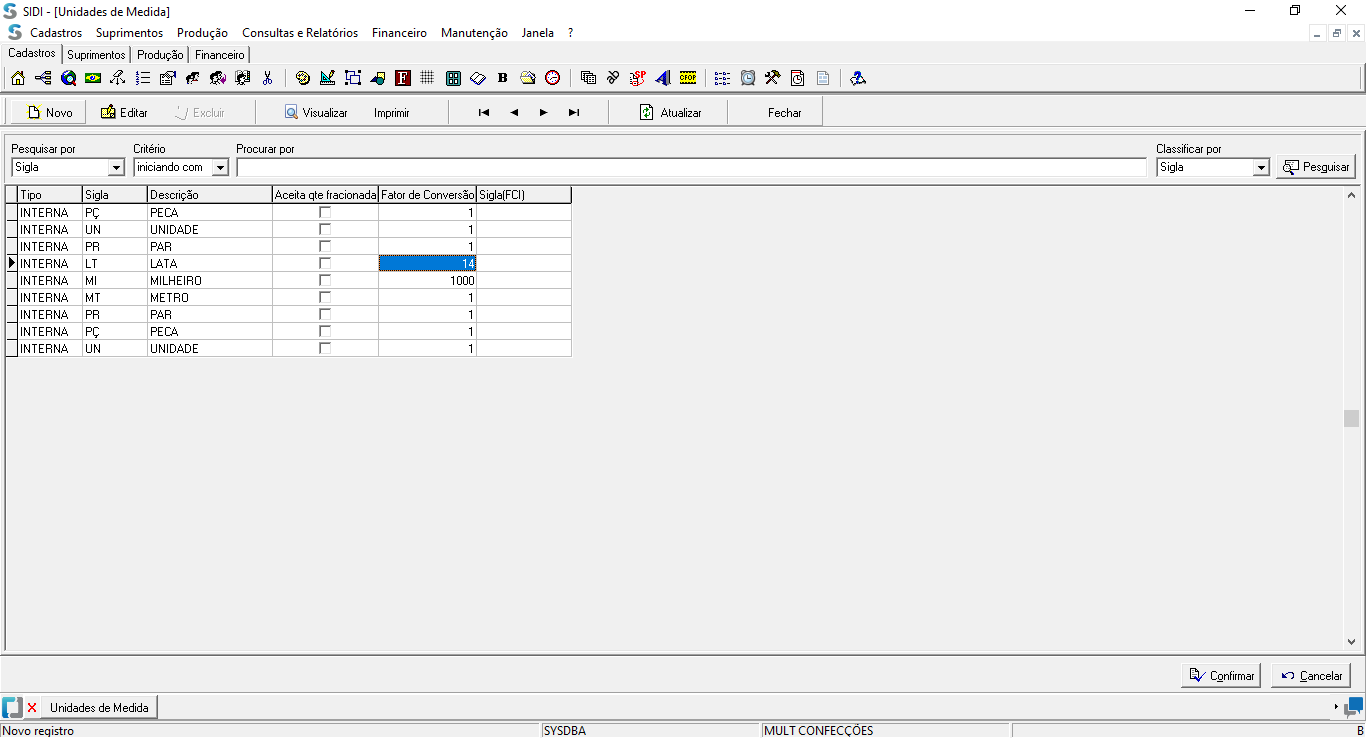 SIDI - [Unidades de Medida]
Cadastros Suprimentos Produção Consultas e Relatórios Financeiro Manutenção Janela ?
Cadastros Suprimentos Produção Financeiro
F B SP CFOP
Novo Editar Excluir Visualizar Imprimir Atualizar Fechar
Pesquisar por Critério Procurar por Classificar por
Sigla iniciando com Sigla Pesquisar
Tipo Sigla Descrição Aceita qte fracionada Fator de Conversão Sigla(FCI)
INTERNA PÇ PECA 1
INTERNA UN UNIDADE 1
INTERNA PR PAR 1
INTERNA LT LATA 14
INTERNA MI MILHEIRO 1000
INTERNA MT METRO 1
INTERNA PR PAR 1
INTERNA PÇ PECA 1
INTERNA UN UNIDADE 1
Confirmar Cancelar
Unidades de Medida
Novo registro SYSDBA MULT CONFECÇÕES B